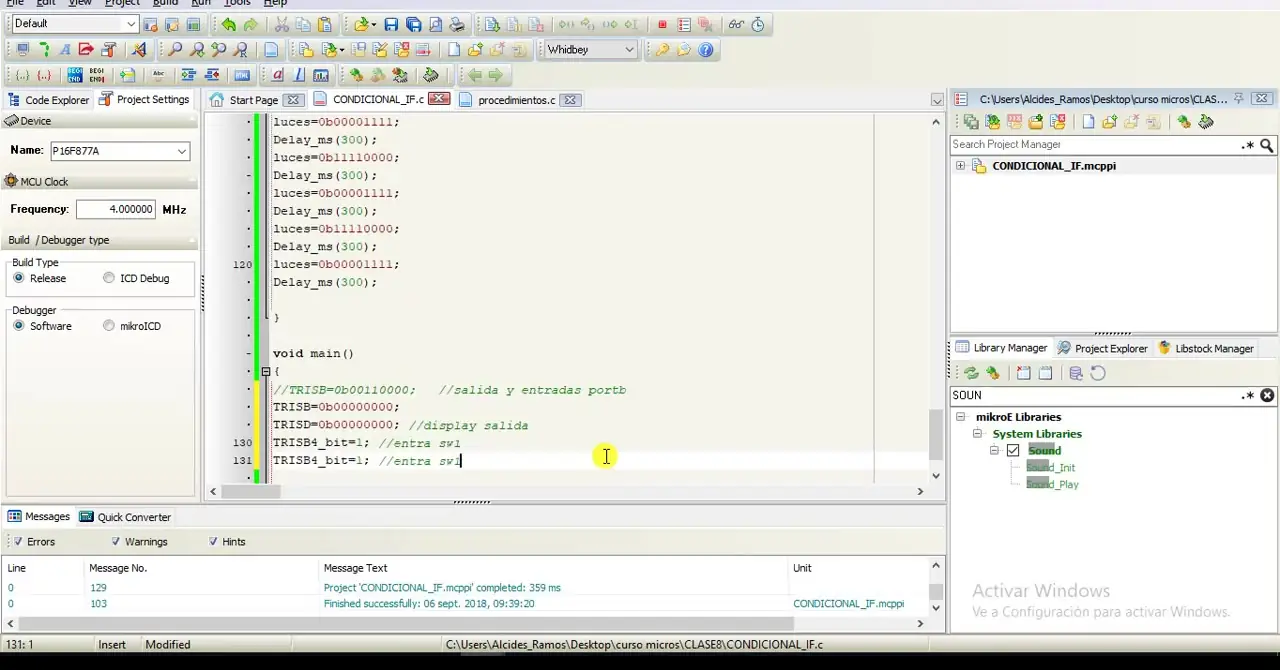 File Edit View Project Build Run Tools Help
Default
Whidbey
Code Explorer Project Settings
Start Page CONDICIONAL_IF.c procedimientos.c
C:\Users\Alcides_Ramos\Desktop\curso micros\CLAS...
Device
Name: P16F877A
MCU Clock
Frequency: 4.000000 MHz
Build / Debugger type
Build Type
Release ICD Debug
Debugger
Software mikroICD
luces=0b00001111;
Delay_ms(300);
luces=0b11110000;
Delay_ms(300);
luces=0b00001111;
Delay_ms(300);
luces=0b11110000;
Delay_ms(300);
120 luces=0b00001111;
Delay_ms(300);
}
void main()
{
//TRISB=0b00110000; //salida y entradas portb
TRISB=0b00000000;
TRISD=0b00000000; //display salida
130 TRISB4_bit=1; //entra sw1
131 TRISB4_bit=1; //entra sw1
Search Project Manager
CONDICIONAL_IF.mcppi
Library Manager Project Explorer Libstock Manager
SOUN
mikroE Libraries
System Libraries
Sound
Sound_Init
Sound_Play
Messages Quick Converter
Errors Warnings Hints
Line Message No. Message Text Unit
0 129 Project 'CONDICIONAL_IF.mcppi' completed: 359 ms
0 103 Finished successfully: 06 sept. 2018, 09:39:20 CONDICIONAL_IF.mcppi
Activar Windows
Ve a Configuración para activar Windows.
131: 1 Insert Modified C:\Users\Alcides_Ramos\Desktop\curso micros\CLASE8\CONDICIONAL_IF.c